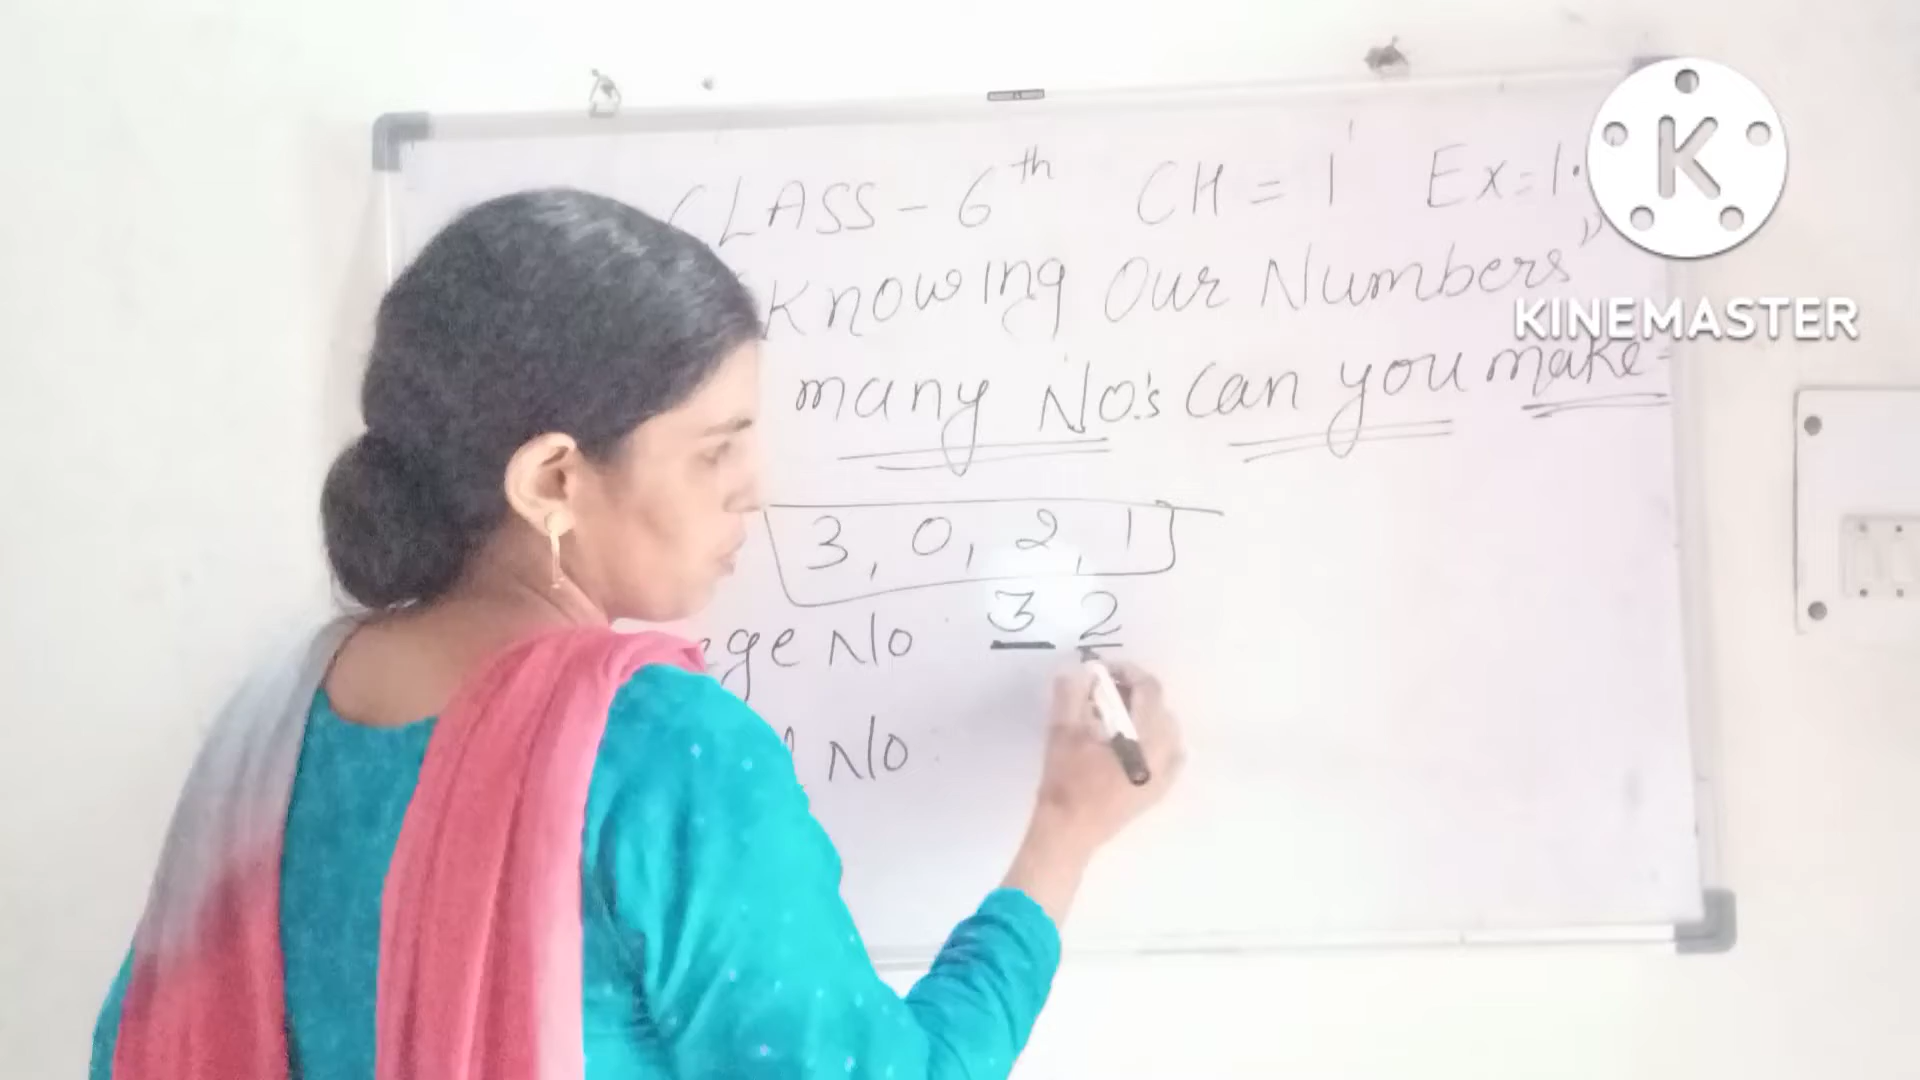 CLASS - 6th CH = 1 Ex = 1.
Knowing Our Numbers"
many No's Can you make -
3, 0, 2, 1
No 3 2
No
K
KINEMASTER